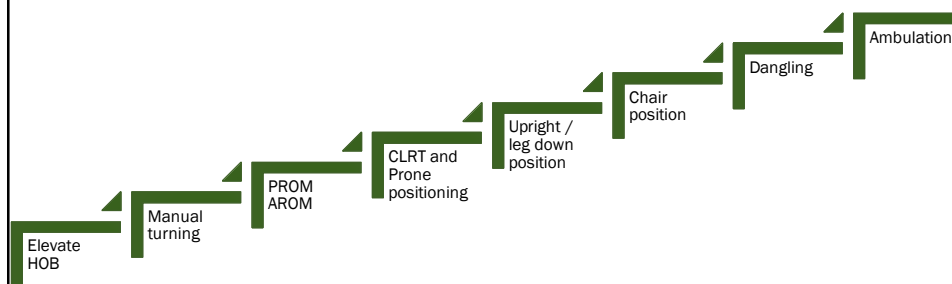 Elevate
HOB
Manual
turning
PROM
AROM
CLRT and
Prone
positioning
Upright /
leg down
position
Chair
position
Dangling
Ambulation